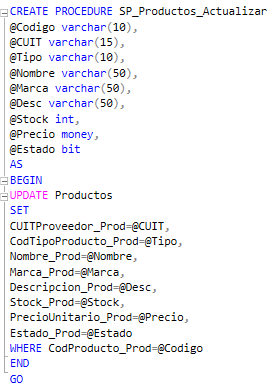 CREATE PROCEDURE SP_Productos_Actualizar
@Codigo varchar(10),
@CUIT varchar(15),
@Tipo varchar(10),
@Nombre varchar(50),
@Marca varchar(50),
@Desc varchar(50),
@Stock int,
@Precio money,
@Estado bit
AS
BEGIN
UPDATE Productos
SET
CUITProveedor_Prod=@CUIT,
CodTipoProducto_Prod=@Tipo,
Nombre_Prod=@Nombre,
Marca_Prod=@Marca,
Descripcion_Prod=@Desc,
Stock_Prod=@Stock,
PrecioUnitario_Prod=@Precio,
Estado_Prod=@Estado
WHERE CodProducto_Prod=@Codigo
END
GO